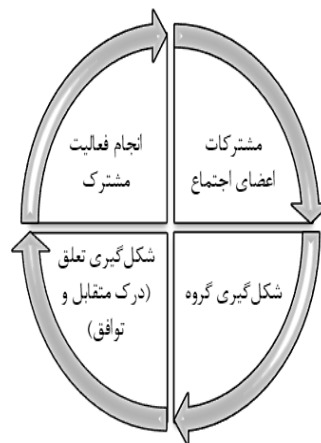 مشترکات
اعضای اجتماع
انجام فعالیت
مشترک
شکل‌گیری گروه
شکل‌گیری تعلق
(درک متقابل و
توافق)